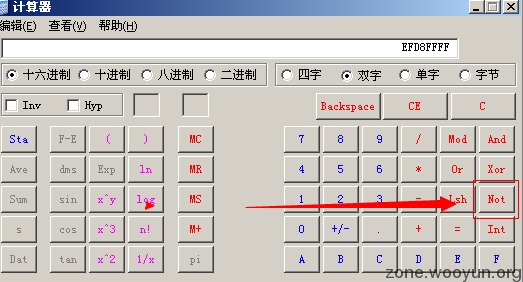 计算器
编辑(E) 查看(V) 帮助(H)
EFD8FFFF
十六进制 十进制 八进制 二进制 四字 双字 单字 字节
Inv Hyp Backspace CE C
Sta F-E ( ) MC 7 8 9 / Mod And
Ave dms Exp ln MR 4 5 6 * Or Xor
Sum sin x^y log MS 1 2 3 - Lsh Not
s cos x^3 n! M+ 0 +/- . + = Int
Dat tan x^2 1/x pi A B C D E F
zone.wooyun.org